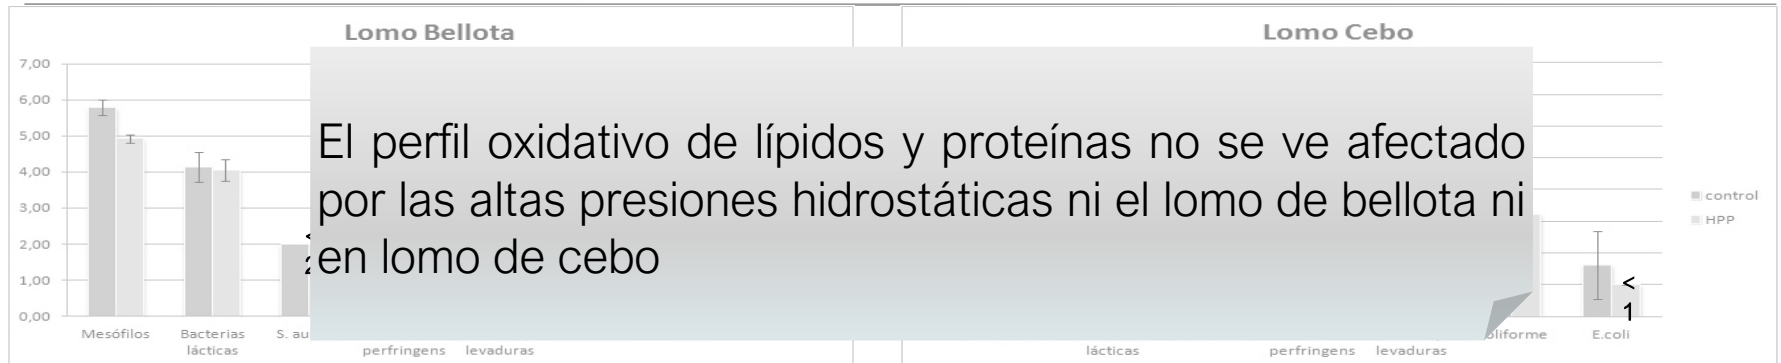 Lomo Bellota
7,00
6,00
5,00
4,00
3,00
2,00
1,00
0,00
Mesófilos
Bacterias
lácticas
perfringens
levaduras
Lomo Cebo
lácticas
perfringens
levaduras
E.coli
<
1
control
HPP
El perfil oxidativo de lípidos y proteínas no se ve afectado
por las altas presiones hidrostáticas ni el lomo de bellota ni
en lomo de cebo